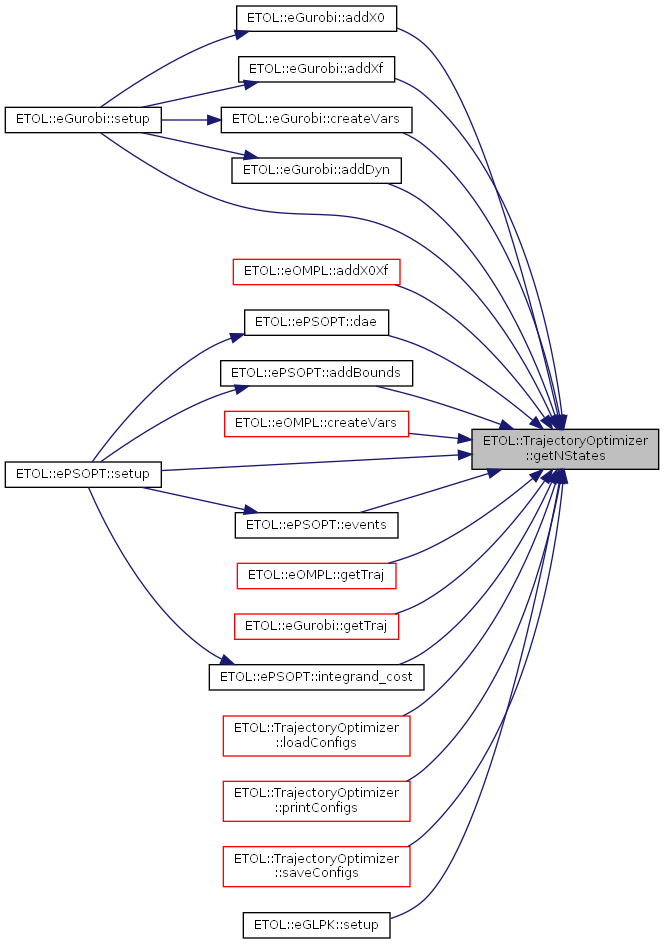 ETOL::eGurobi::addX0
ETOL::eGurobi::addXf
ETOL::eGurobi::setup
ETOL::eGurobi::createVars
ETOL::eGurobi::addDyn
ETOL::eOMPL::addX0Xf
ETOL::ePSOPT::dae
ETOL::ePSOPT::addBounds
ETOL::eOMPL::createVars
ETOL::TrajectoryOptimizer
::getNStates
ETOL::ePSOPT::setup
ETOL::ePSOPT::events
ETOL::eOMPL::getTraj
ETOL::eGurobi::getTraj
ETOL::ePSOPT::integrand_cost
ETOL::TrajectoryOptimizer
::loadConfigs
ETOL::TrajectoryOptimizer
::printConfigs
ETOL::TrajectoryOptimizer
::saveConfigs
ETOL::eGLPK::setup